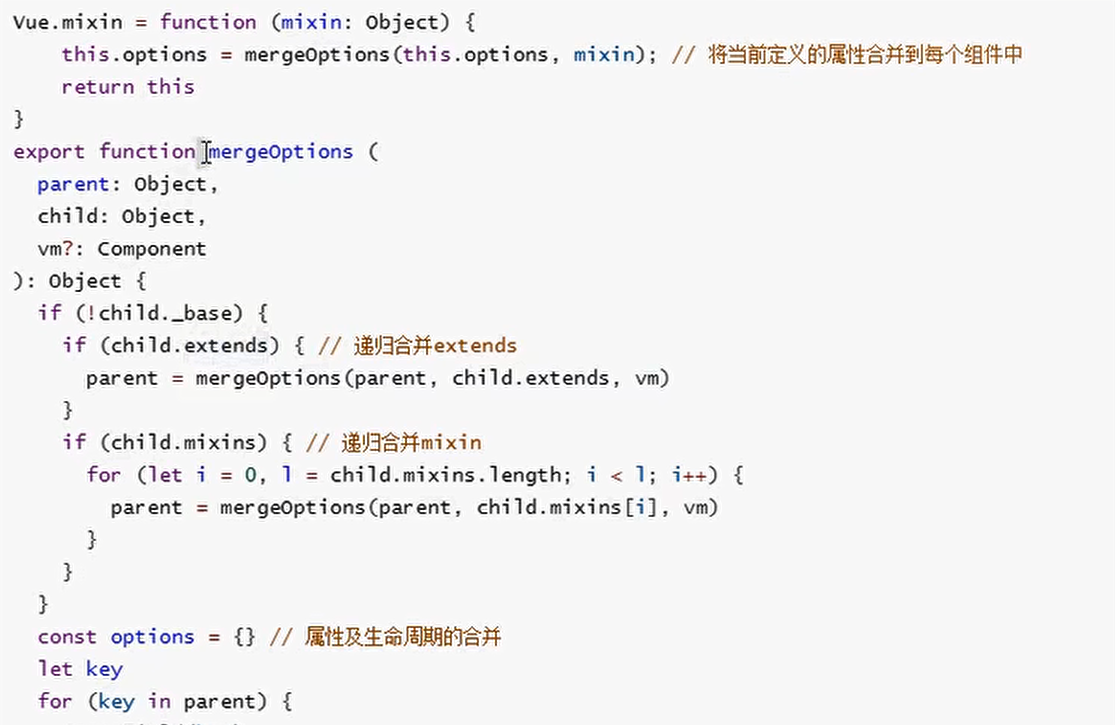 Vue.mixin = function (mixin: Object) {
    this.options = mergeOptions(this.options, mixin); // 将当前定义的属性合并到每个组件中
    return this
}
export function mergeOptions (
  parent: Object,
  child: Object,
  vm?: Component
): Object {
  if (!child._base) {
    if (child.extends) { // 递归合并extends
      parent = mergeOptions(parent, child.extends, vm)
    }
    if (child.mixins) { // 递归合并mixin
      for (let i = 0, l = child.mixins.length; i < l; i++) {
        parent = mergeOptions(parent, child.mixins[i], vm)
      }
    }
  }
  const options = {} // 属性及生命周期的合并
  let key
  for (key in parent) {